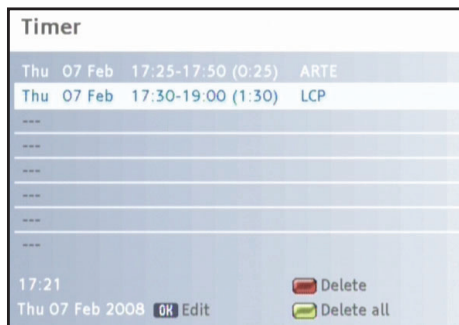 Timer
Thu 07 Feb 17:25-17:50 (0:25) ARTE
Thu 07 Feb 17:30-19:00 (1:30) LCP
---
---
---
---
---
---
17:21 Delete
Thu 07 Feb 2008 OK Edit Delete all